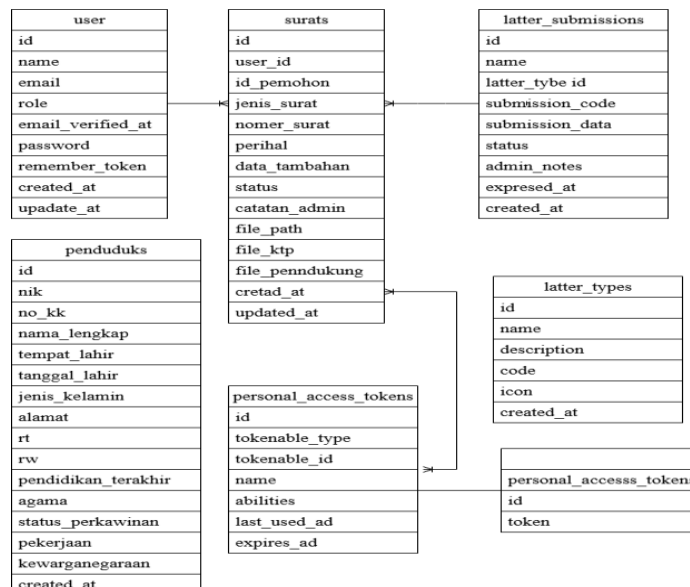 user
id
name
email
role
email_verified_at
password
remember_token
created_at
upadate_at
surats
id
user_id
id_pemohon
jenis_surat
nomer_surat
perihal
data_tambahan
status
catatan_admin
file_path
file_ktp
file_penndukung
cretad_at
updated_at
latter_submissions
id
name
latter_tybe id
submission_code
submission_data
status
admin_notes
expresed_at
created_at
penduduks
id
nik
no_kk
nama_lengkap
tempat_lahir
tanggal_lahir
jenis_kelamin
alamat
rt
rw
pendidikan_terakhir
agama
status_perkawinan
pekerjaan
kewarganegaraan
created_at
latter_types
id
name
description
code
icon
created_at
personal_access_tokens
id
tokenable_type
tokenable_id
name
abilities
last_used_ad
expires_ad
personal_accesss_tokens
id
token